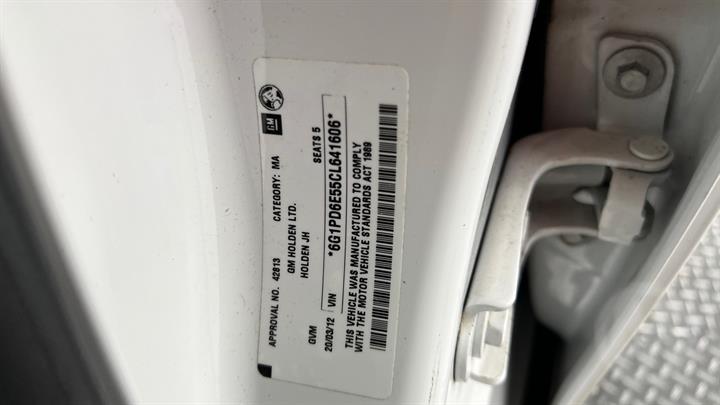 GM
APPROVAL NO. 42813 CATEGORY: MA
GM HOLDEN LTD.
HOLDEN JH
GVM SEATS 5
20/03/12 VIN *6G1PD6E55CL641606*
THIS VEHICLE WAS MANUFACTURED TO COMPLY
WITH THE MOTOR VEHICLE STANDARDS ACT 1989